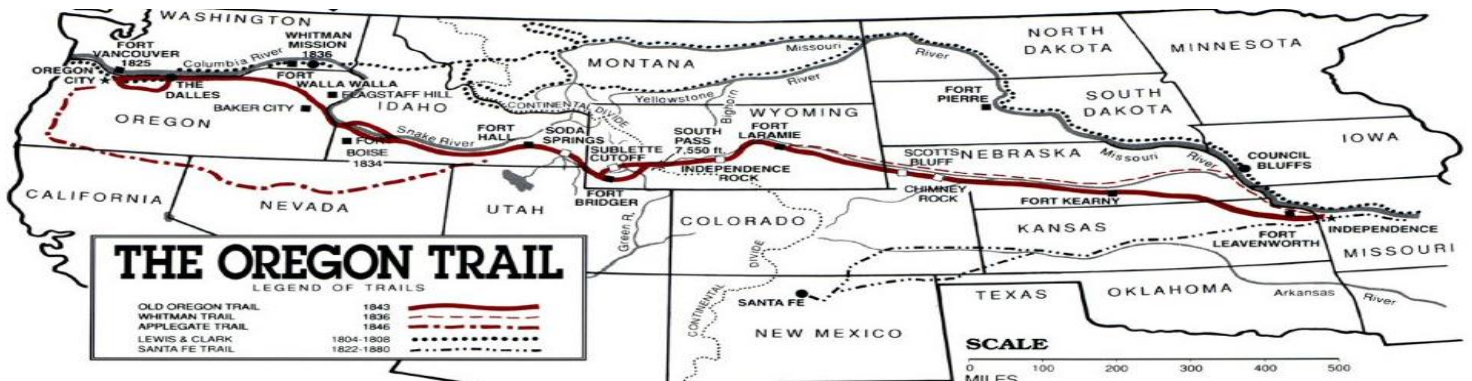 WASHINGTON
FORT
VANCOUVER
1825
WHITMAN
MISSION
1836
Columbia River
OREGON
CITY
THE
DALLES
FORT
WALLA WALLA
FLAGSTAFF HILL
BAKER CITY
IDAHO
OREGON
FORT
BOISE
1834
Snake River
FORT
HALL
SODA
SPRINGS
CONTINENTAL DIVIDE
MONTANA
Missouri
River
Yellowstone
River
Bighorn
WYOMING
SUBLETTE
CUTOFF
SOUTH
PASS
7,550 ft.
FORT
LARAMIE
INDEPENDENCE
ROCK
FORT
BRIDGER
NORTH
DAKOTA
MINNESOTA
FORT
PIERRE
SOUTH
DAKOTA
IOWA
SCOTTS
BLUFF
NEBRASKA
Missouri
River
COUNCIL
BLUFFS
CHIMNEY
ROCK
FORT KEARNY
CALIFORNIA
NEVADA
UTAH
Green R.
COLORADO
KANSAS
FORT
LEAVENWORTH
INDEPENDENCE
MISSOURI
CONTINENTAL
DIVIDE
SANTA FE
NEW MEXICO
TEXAS
OKLAHOMA
Arkansas
River
THE OREGON TRAIL
LEGEND OF TRAILS
OLD OREGON TRAIL 1843
WHITMAN TRAIL 1836
APPLEGATE TRAIL 1846
LEWIS & CLARK 1804-1808
SANTA FE TRAIL 1822-1880
SCALE
0 100 200 300 400 500
MILES